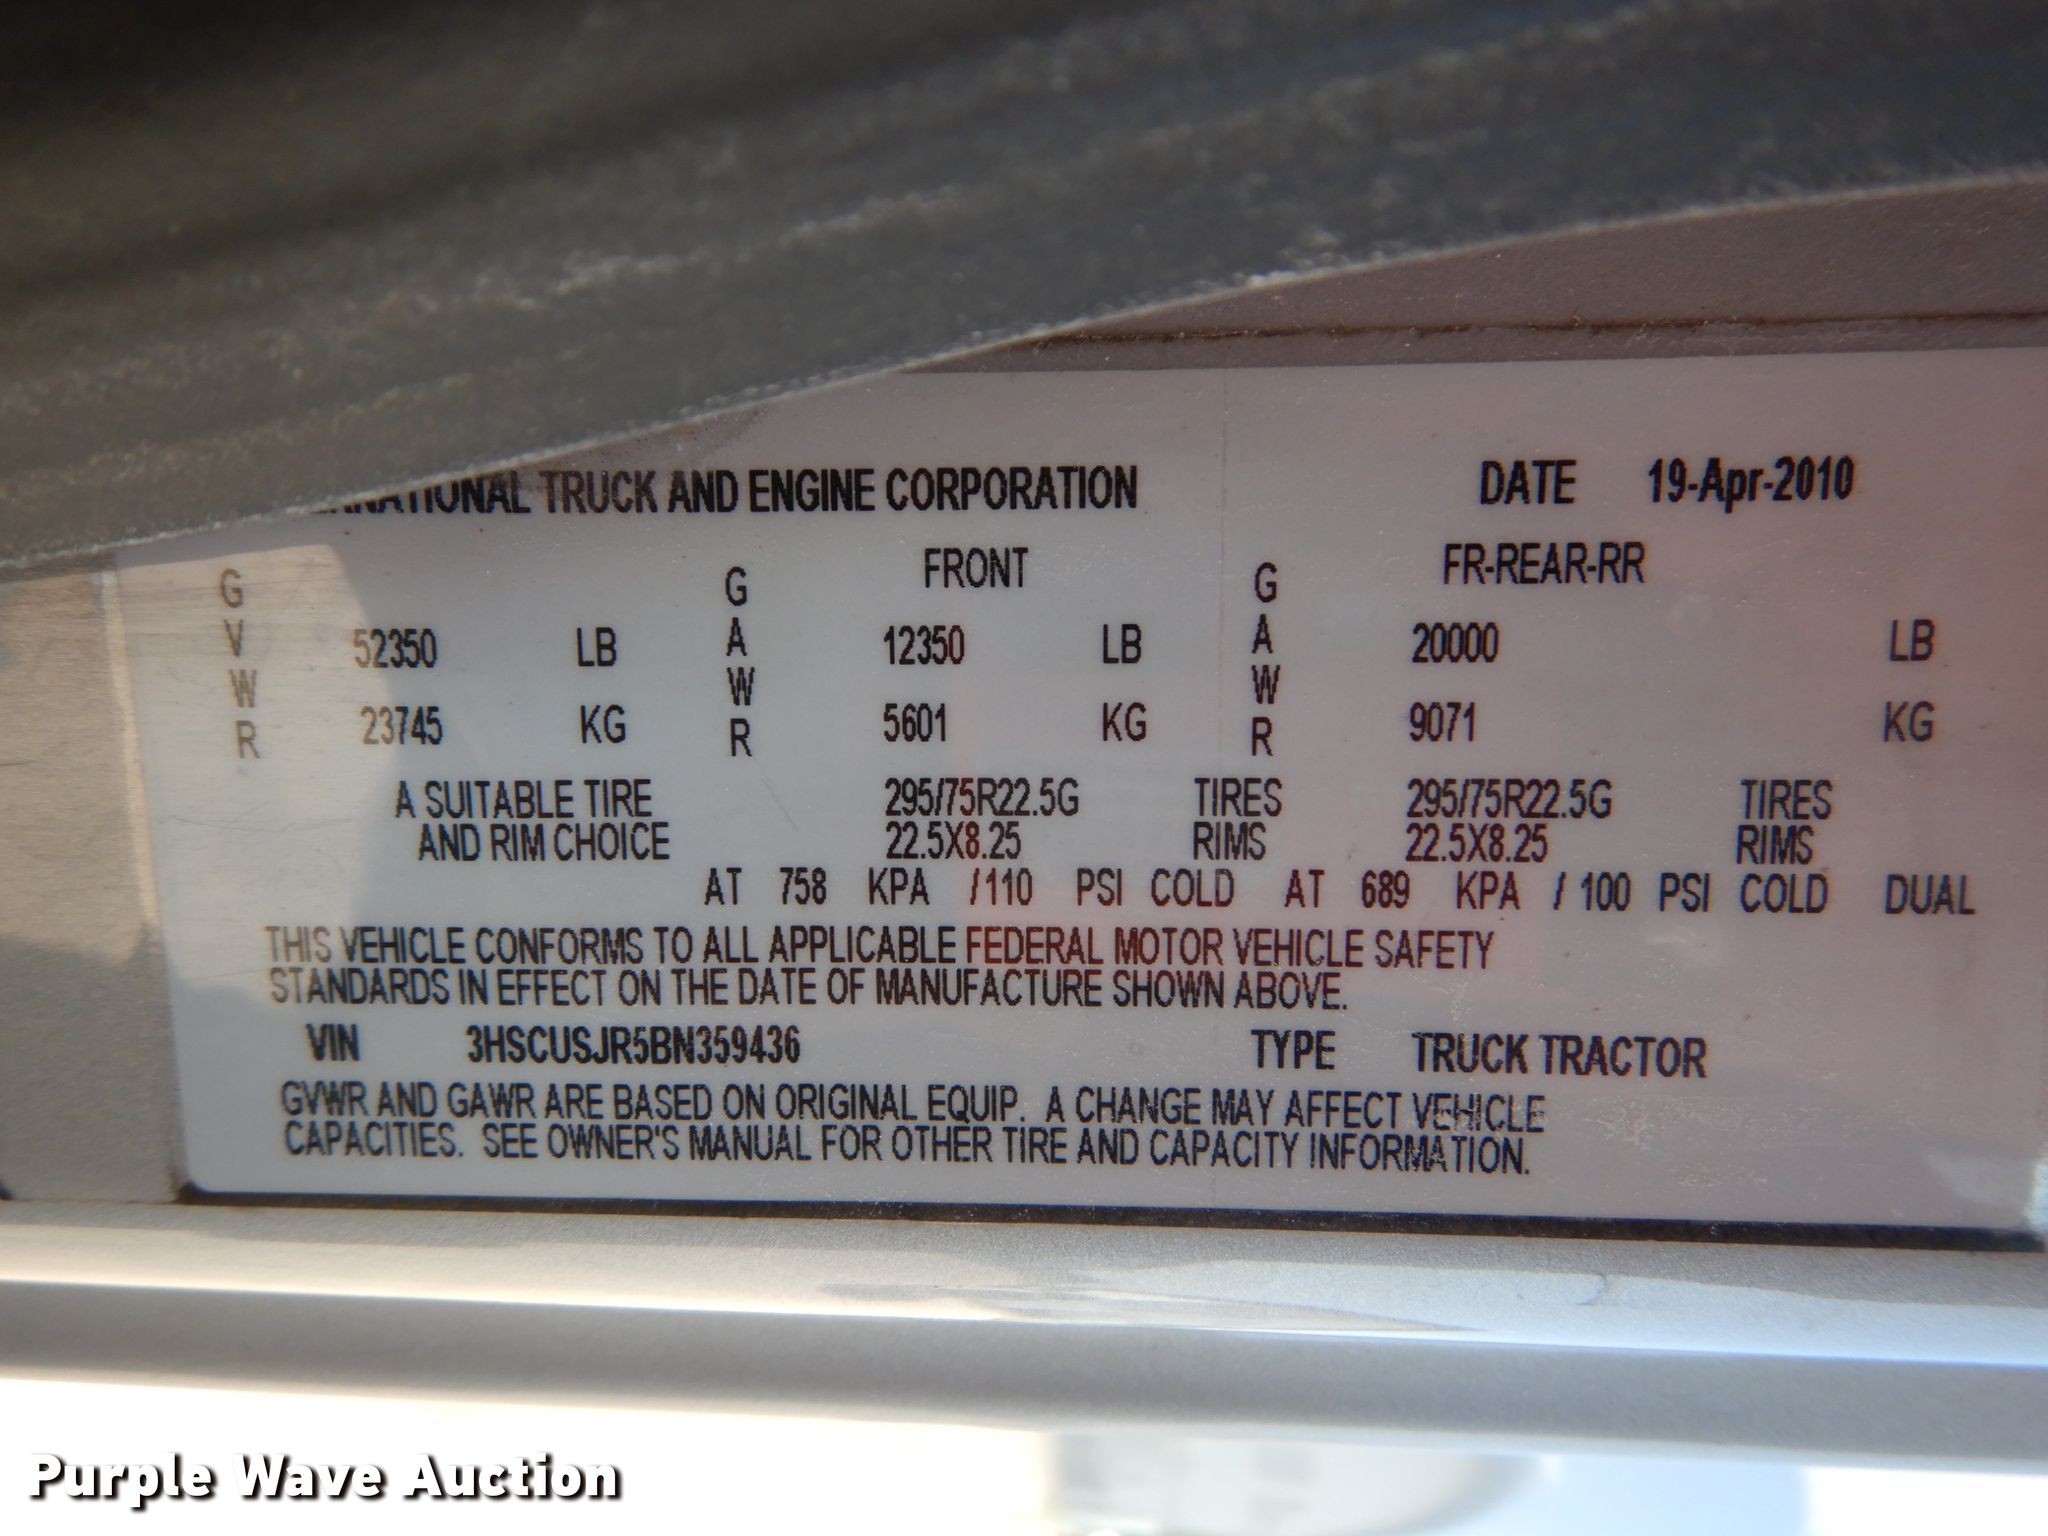 NATIONAL TRUCK AND ENGINE CORPORATION DATE 19-Apr-2010
FRONT FR-REAR-RR
GVWR 52350 LB GAWR 12350 LB GAWR 20000 LB
23745 KG 5601 KG 9071 KG
A SUITABLE TIRE 295/75R22.5G TIRES 295/75R22.5G TIRES
AND RIM CHOICE 22.5X8.25 RIMS 22.5X8.25 RIMS
AT 758 KPA /110 PSI COLD AT 689 KPA / 100 PSI COLD DUAL
THIS VEHICLE CONFORMS TO ALL APPLICABLE FEDERAL MOTOR VEHICLE SAFETY
STANDARDS IN EFFECT ON THE DATE OF MANUFACTURE SHOWN ABOVE.
VIN 3HSCUSJR5BN359436 TYPE TRUCK TRACTOR
GVWR AND GAWR ARE BASED ON ORIGINAL EQUIP. A CHANGE MAY AFFECT VEHICLE
CAPACITIES. SEE OWNER'S MANUAL FOR OTHER TIRE AND CAPACITY INFORMATION.
Purple Wave Auction